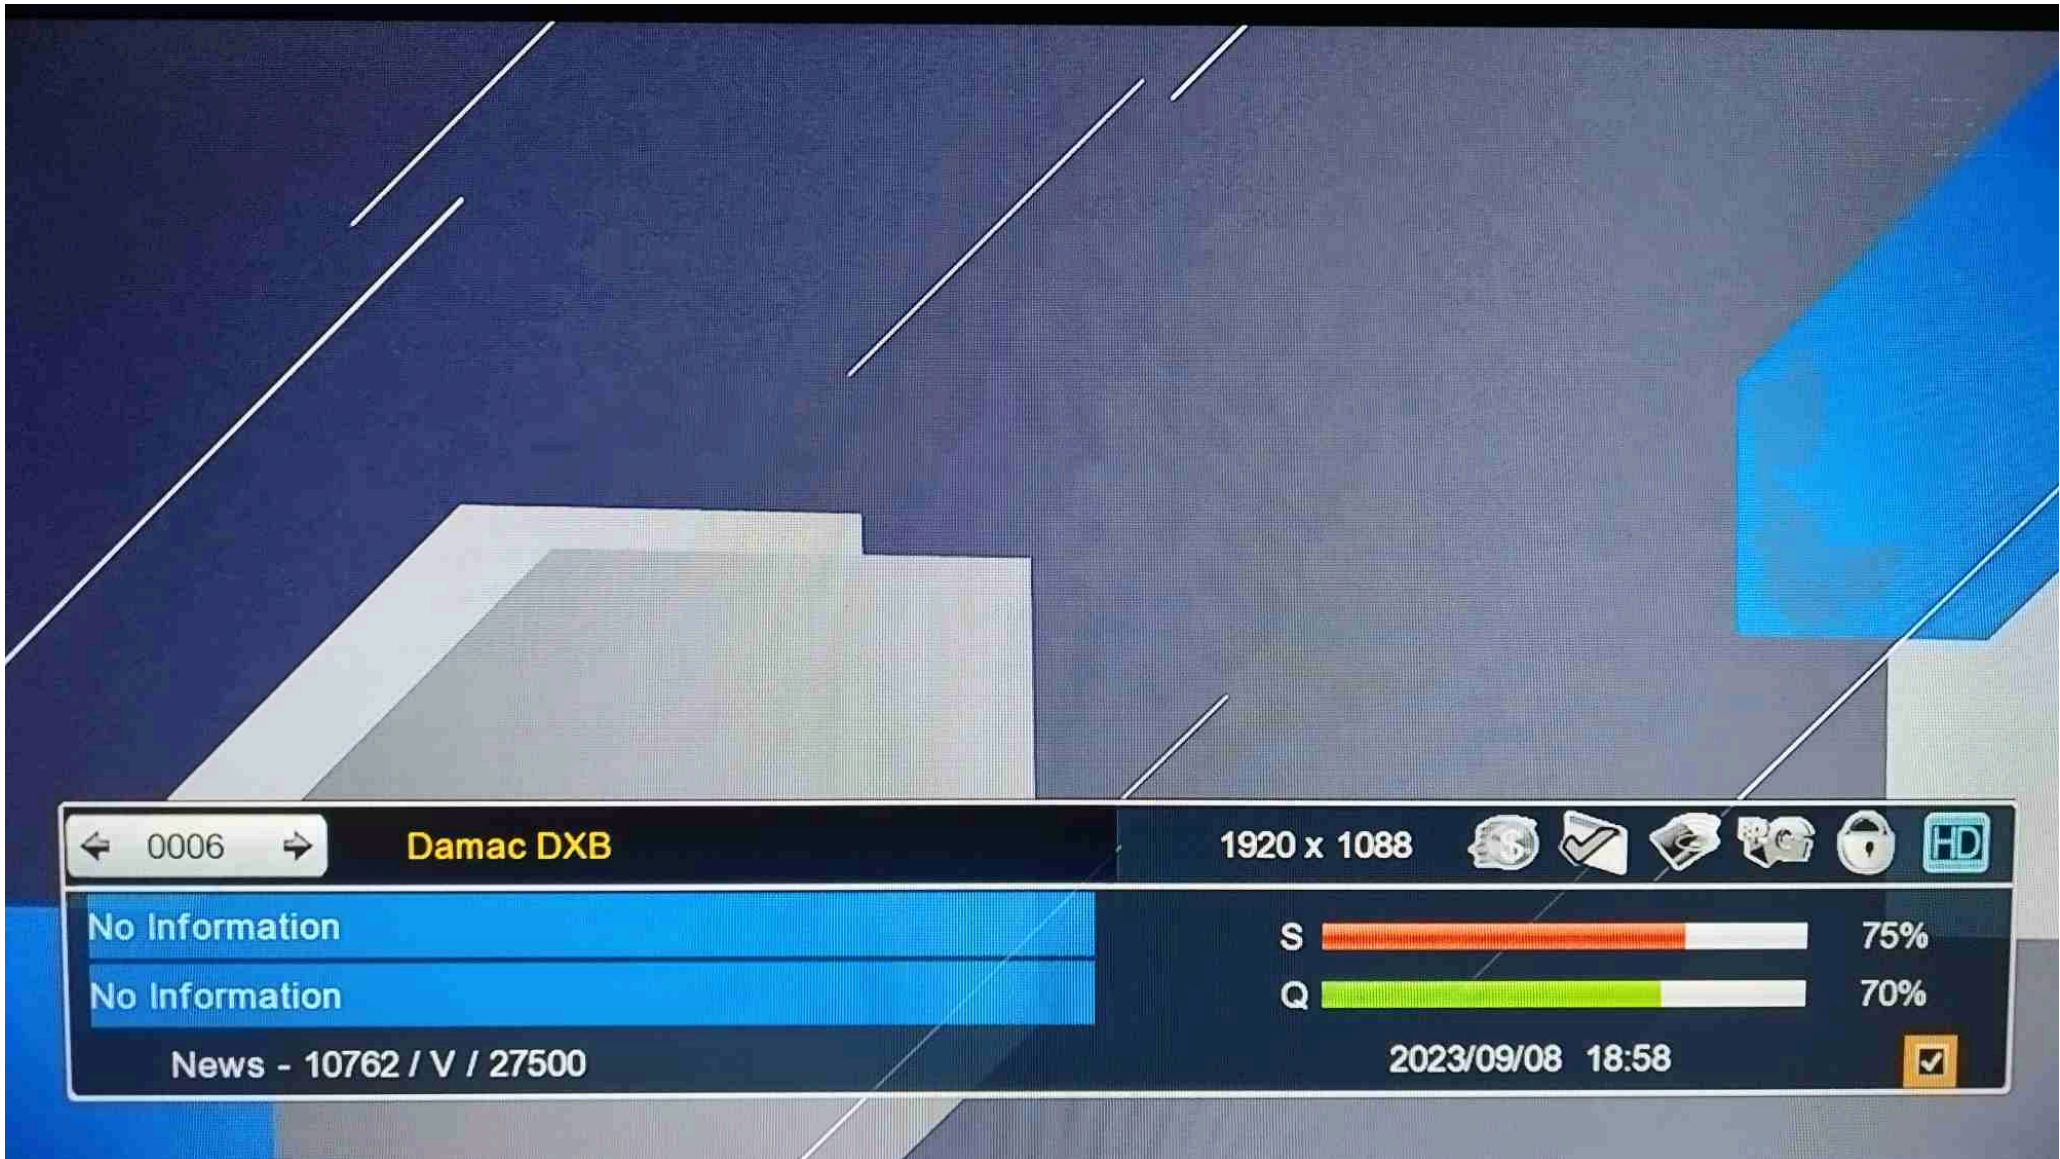 0006 Damac DXB 1920 x 1088 HD
No Information
S 75%
No Information
Q 70%
News - 10762 / V / 27500
2023/09/08 18:58